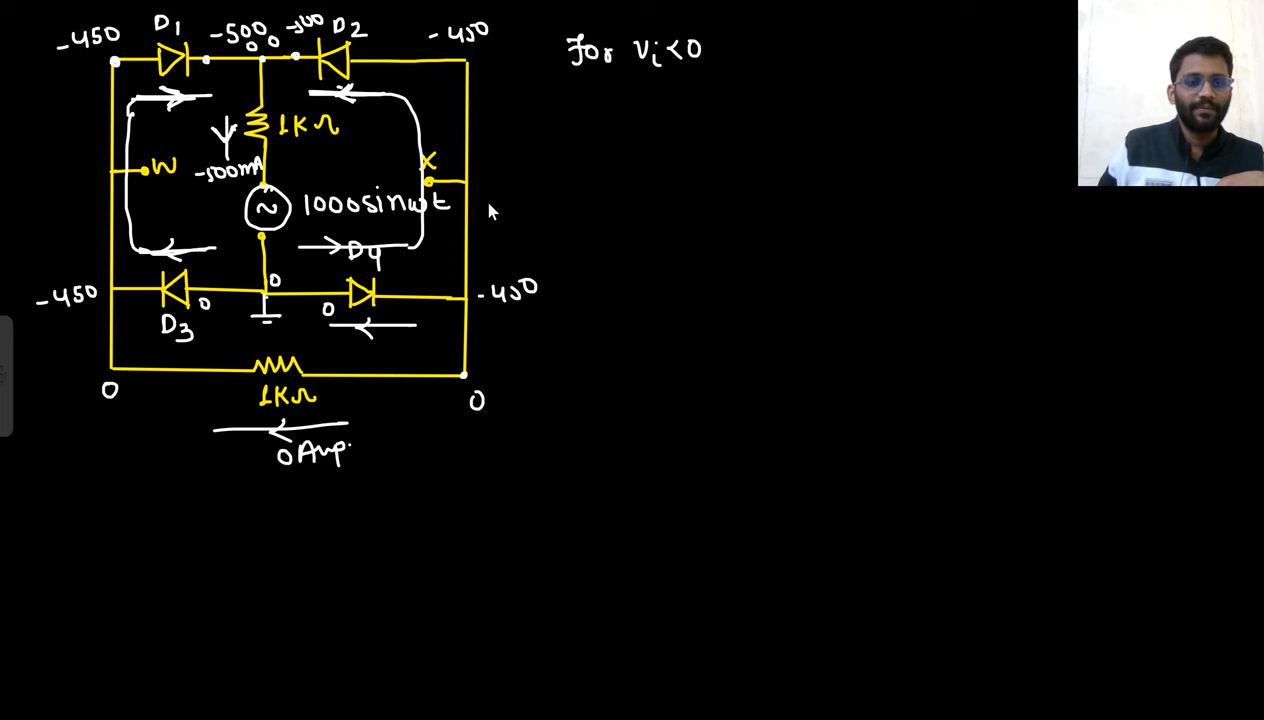 D1
-500
-500
D2
-450
-450
For vi<0
1KΩ
W
-500mA
X
1000sinωt
D4
-450
0
0
0
-450
D3
0
1KΩ
0
0Amp.